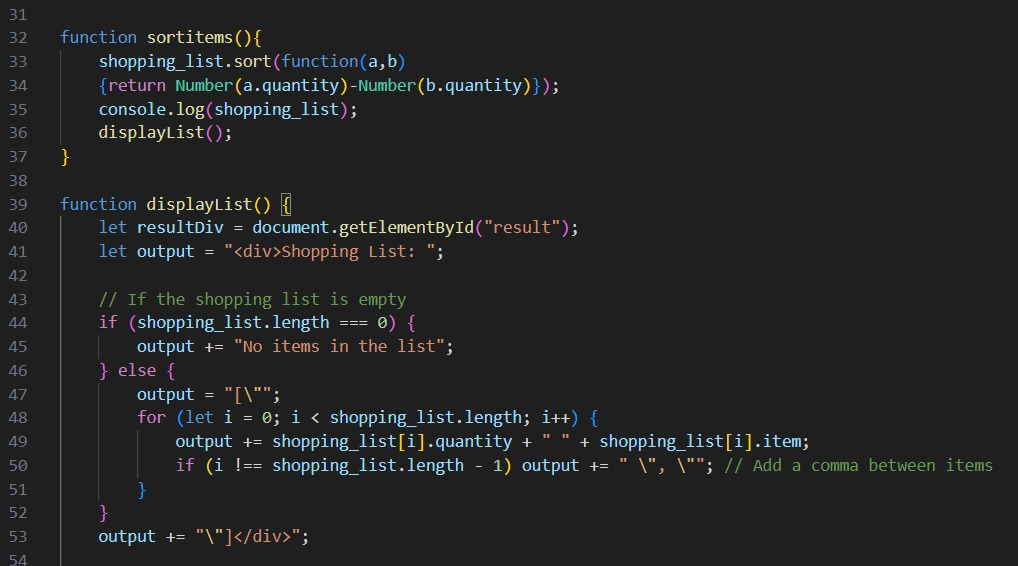 31
32 function sortitems(){
33 shopping_list.sort(function(a,b)
34 {return Number(a.quantity)-Number(b.quantity)});
35 console.log(shopping_list);
36 displayList();
37 }
38
39 function displayList() {
40 let resultDiv = document.getElementById("result");
41 let output = "<div>Shopping List: ";
42
43 // If the shopping list is empty
44 if (shopping_list.length === 0) {
45 output += "No items in the list";
46 } else {
47 output = "[\"";
48 for (let i = 0; i < shopping_list.length; i++) {
49 output += shopping_list[i].quantity + " " + shopping_list[i].item;
50 if (i !== shopping_list.length - 1) output += " \", \""; // Add a comma between items
51 }
52 }
53 output += "\"]</div>";
54